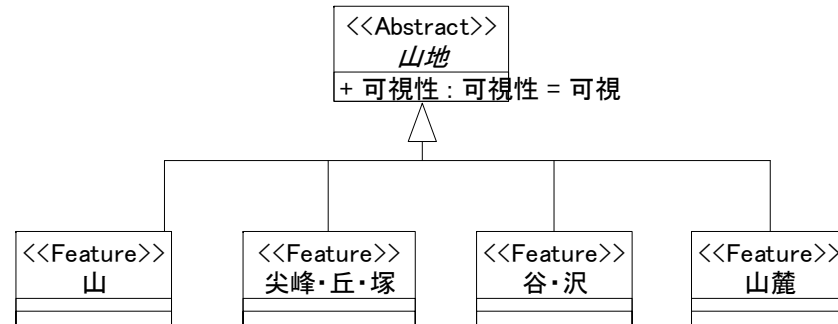 <<Abstract>>
山地
+ 可視性 : 可視性 = 可視
<<Feature>>
山
<<Feature>>
尖峰・丘・塚
<<Feature>>
谷・沢
<<Feature>>
山麓